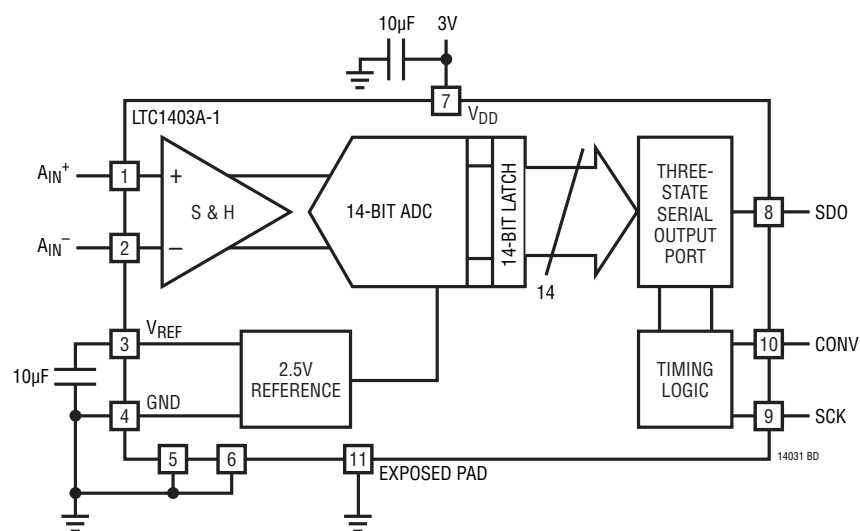 10µF
3V
7
LTC1403A-1
VDD
AIN+
1
+
S & H
14-BIT ADC
14-BIT LATCH
THREE-
STATE
SERIAL
OUTPUT
PORT
8
SDO
AIN–
2
–
14
3
VREF
10µF
2.5V
REFERENCE
TIMING
LOGIC
10
CONV
4
GND
9
SCK
5
6
11
EXPOSED PAD
14031 BD